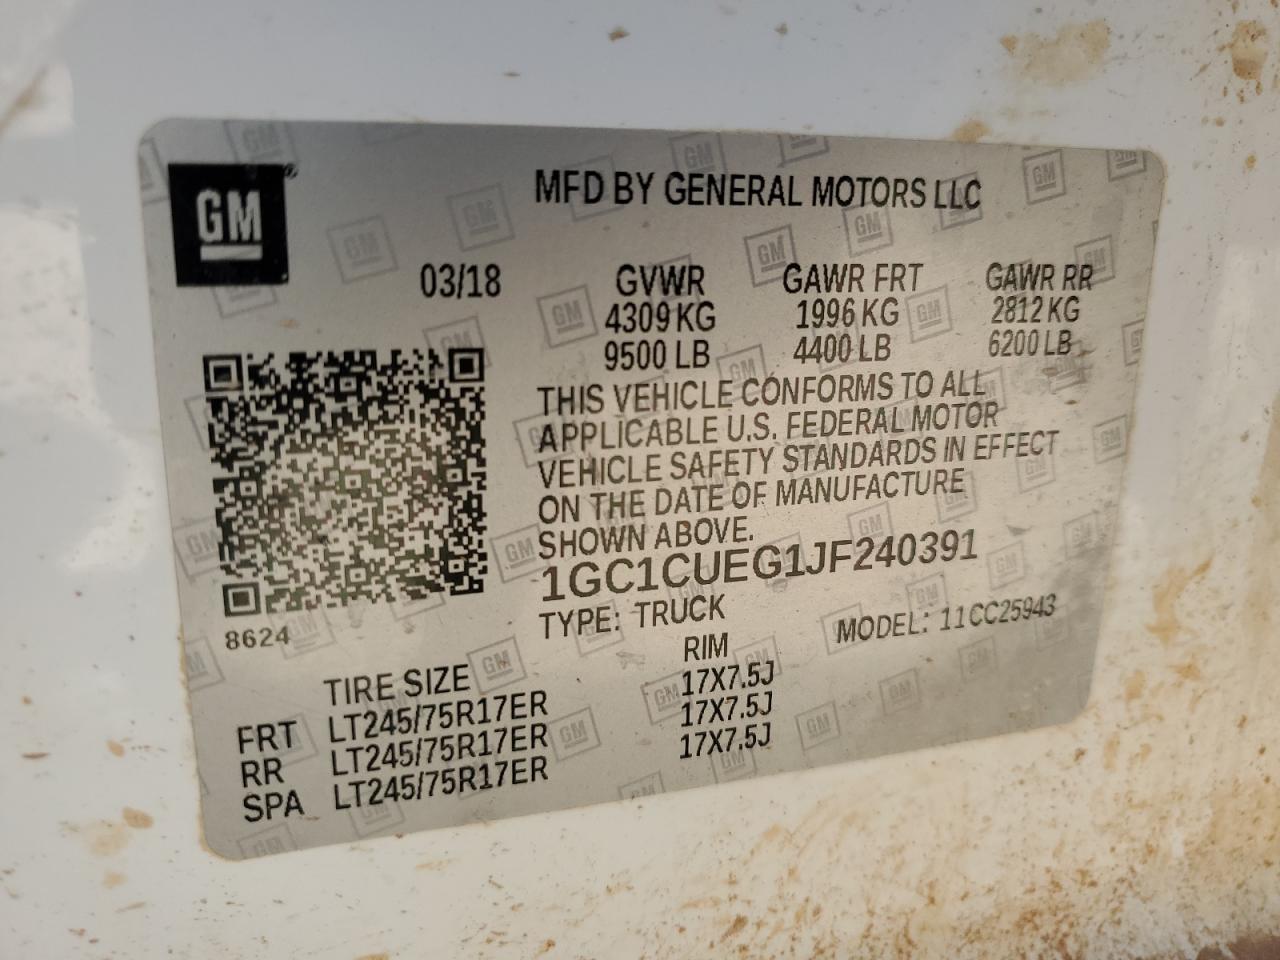 GM
MFD BY GENERAL MOTORS LLC
03/18 GVWR GAWR FRT GAWR RR
4309 KG 1996 KG 2812 KG
9500 LB 4400 LB 6200 LB
THIS VEHICLE CONFORMS TO ALL
APPLICABLE U.S. FEDERAL MOTOR
VEHICLE SAFETY STANDARDS IN EFFECT
ON THE DATE OF MANUFACTURE
SHOWN ABOVE.
1GC1CUEG1JF240391
8624
TYPE: TRUCK MODEL: 11CC25943
TIRE SIZE RIM
FRT LT245/75R17ER 17X7.5J
RR LT245/75R17ER 17X7.5J
SPA LT245/75R17ER 17X7.5J